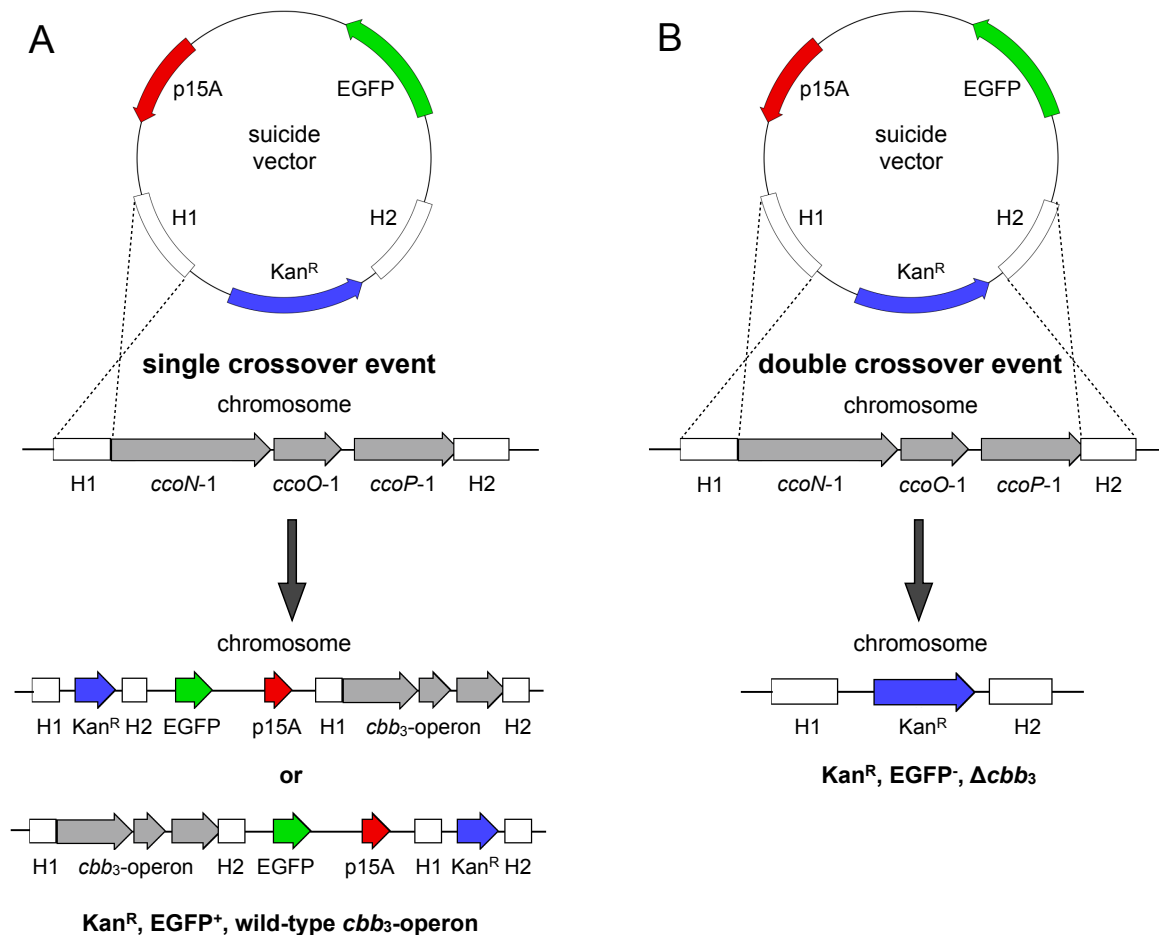 A
p15A
EGFP
suicide
vector
H1
H2
Kanᴿ
single crossover event
chromosome
H1 ccoN-1 ccoO-1 ccoP-1 H2
chromosome
H1 Kanᴿ H2 EGFP p15A H1 cbb₃-operon H2
or
H1 cbb₃-operon H2 EGFP p15A H1 Kanᴿ H2
Kanᴿ, EGFP⁺, wild-type cbb₃-operon
B
p15A
EGFP
suicide
vector
H1
H2
Kanᴿ
double crossover event
chromosome
H1 ccoN-1 ccoO-1 ccoP-1 H2
chromosome
H1 Kanᴿ H2
Kanᴿ, EGFP⁻, Δcbb₃